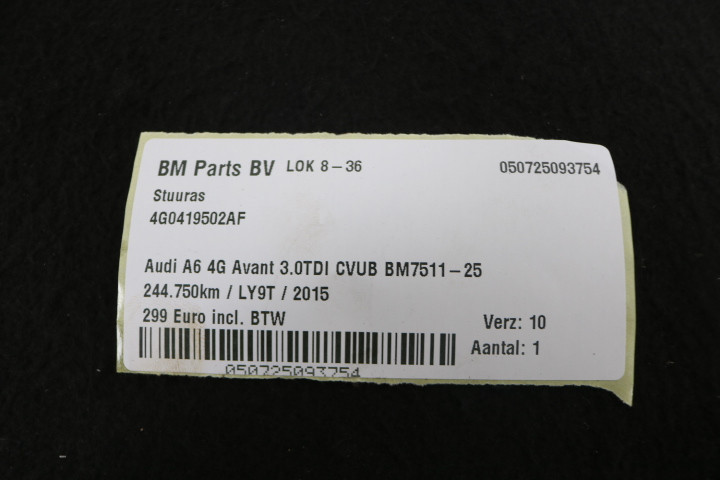 BM Parts BV LOK 8-36 050725093754
Stuuras
4G0419502AF
Audi A6 4G Avant 3.0TDI CVUB BM7511-25
244.750km / LY9T / 2015
299 Euro incl. BTW Verz: 10
Aantal: 1
050725093754